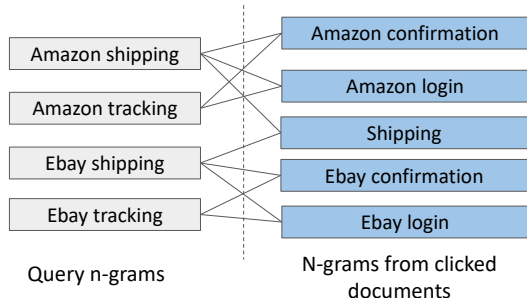 Amazon shipping
Amazon tracking
Ebay shipping
Ebay tracking
Query n-grams
Amazon confirmation
Amazon login
Shipping
Ebay confirmation
Ebay login
N-grams from clicked
documents